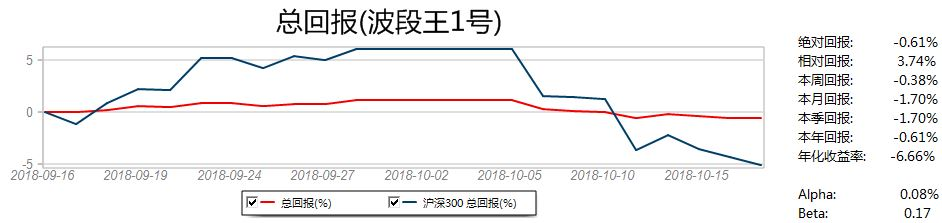 总回报(波段王1号)
5
0
-5
2018-09-16 2018-09-19 2018-09-24 2018-09-27 2018-10-02 2018-10-05 2018-10-10 2018-10-15
总回报(%) 沪深300 总回报(%)
绝对回报: -0.61%
相对回报: 3.74%
本周回报: -0.38%
本月回报: -1.70%
本季回报: -1.70%
本年回报: -0.61%
年化收益率: -6.66%
Alpha: 0.08%
Beta: 0.17